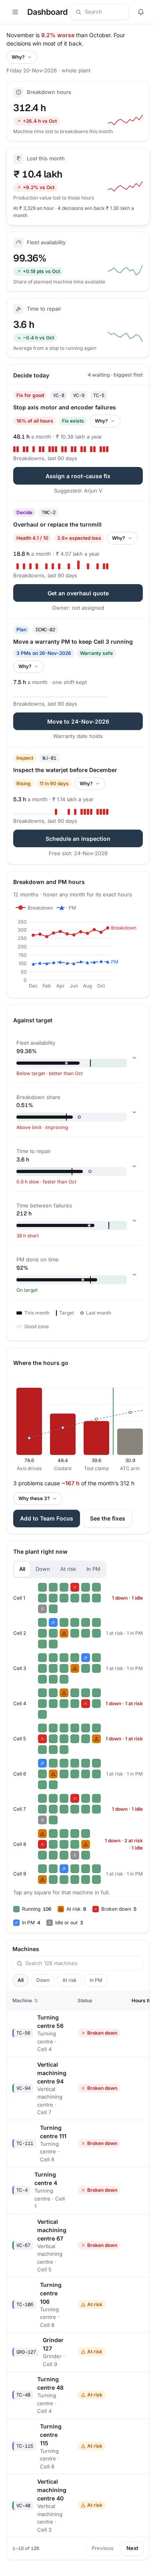 Dashboard
Search
November is 9.2% worse than October. Four
decisions win most of it back.
Why?
Friday 20-Nov-2026 · whole plant
Breakdown hours
312.4 h
+26.4 h vs Oct
Machine time lost to breakdowns this month
Lost this month
₹ 10.4 lakh
+9.2% vs Oct
Production value lost to those hours
At ₹ 3,329 an hour · 4 decisions win back ₹ 1.30 lakh a
month
Fleet availability
99.36%
+0.18 pts vs Oct
Share of planned machine time available
Time to repair
3.6 h
−0.4 h vs Oct
Average from a stop to running again
Decide today
4 waiting · biggest first
Fix for good VC-8 VC-9 TC-5
Stop axis motor and encoder failures
16% of all hours Fix exists Why?
48.1 h a month · ₹ 10.38 lakh a year
Breakdowns, last 90 days
Assign a root-cause fix
Suggested: Arjun V
Decide TMC-2
Overhaul or replace the turnmill
Health 4.1 / 10 2.6× expected loss Why?
18.8 h a month · ₹ 4.07 lakh a year
Breakdowns, last 90 days
Get an overhaul quote
Owner: not assigned
Plan
Move a warranty PM to keep Cell 3 running
3 PMs on 26-Nov-2026 Warranty safe
Why?
7.5 h a month · one shift kept
Breakdowns, last 90 days
Move to 24-Nov-2026
Warranty date holds
Inspect WJ-01
Inspect the waterjet before December
Rising 11 in 90 days Why?
5.3 h a month · ₹ 1.14 lakh a year
Breakdowns, last 90 days
Schedule an inspection
Free slot: 24-Nov-2026
Breakdown and PM hours
12 months · hover any month for its exact hours
Breakdown PM
350
300
250
200
150
100
50
0
Breakdown
PM
Dec Feb Apr Jun Aug Oct
Against target
Fleet availability
99.36%
Below target · better than Oct
Breakdown share
0.51%
Above limit · improving
Time to repair
3.6 h
0.6 h slow · faster than Oct
Time between failures
212 h
38 h short
PM done on time
92%
On target
This month Target Last month
Good zone
Where the hours go
78.6 48.4 39.6 30.9
Axis drives Coolant Tool clamp ATC arm
3 problems cause ~167 h of the month's 312 h
Why these 3?
Add to Team Focus See the fixes
The plant right now
All Down At risk In PM
Cell 1 1 down · 1 idle
Cell 2 1 at risk · 1 in PM
Cell 3 1 at risk · 1 in PM
Cell 4 1 down · 1 at risk
Cell 5 1 down · 1 at risk
Cell 6 1 at risk · 1 in PM
Cell 7 1 down · 1 idle
Cell 8 1 down · 2 at risk
· 1 idle
Cell 9 1 at risk · 1 in PM
Tap any square for that machine in full.
Running 106 At risk 8 Broken down 5
In PM 4 Idle or out 3
Machines
Search 126 machines
All Down At risk In PM
Machine Status Hours
TC-56 Turning centre 56 Turning centre · Cell 4 Broken down
VC-94 Vertical machining centre 94 Vertical machining centre · Cell 7 Broken down
TC-111 Turning centre 111 Turning centre · Cell 8 Broken down
TC-4 Turning centre 4 Turning centre · Cell 1 Broken down
VC-67 Vertical machining centre 67 Vertical machining centre · Cell 5 Broken down
TC-106 Turning centre 106 Turning centre · Cell 8 At risk
GRD-127 Grinder 127 Grinder · Cell 9 At risk
TC-48 Turning centre 48 Turning centre · Cell 4 At risk
TC-115 Turning centre 115 Turning centre · Cell 8 At risk
VC-40 Vertical machining centre 40 Vertical machining centre · Cell 3 At risk
1–10 of 126 Previous Next